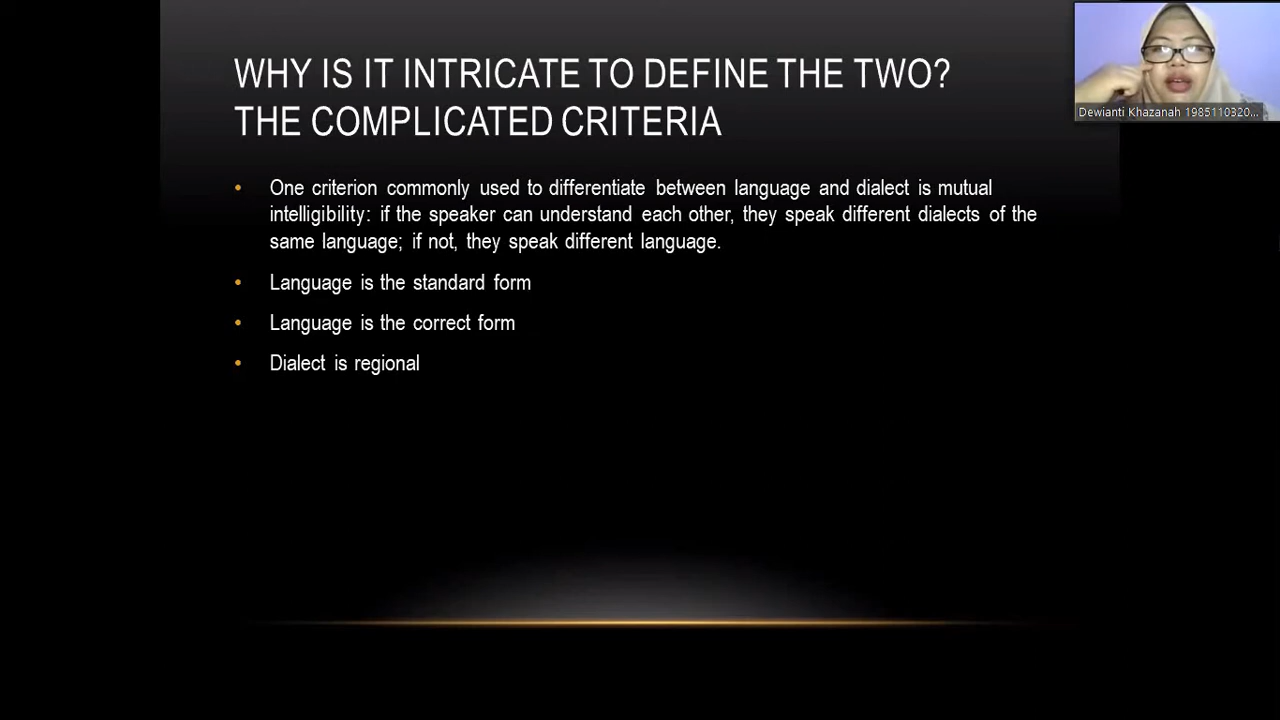 WHY IS IT INTRICATE TO DEFINE THE TWO?
THE COMPLICATED CRITERIA
• One criterion commonly used to differentiate between language and dialect is mutual
intelligibility: if the speaker can understand each other, they speak different dialects of the
same language; if not, they speak different language.
• Language is the standard form
• Language is the correct form
• Dialect is regional
Dewianti Khazanah 1985110320...